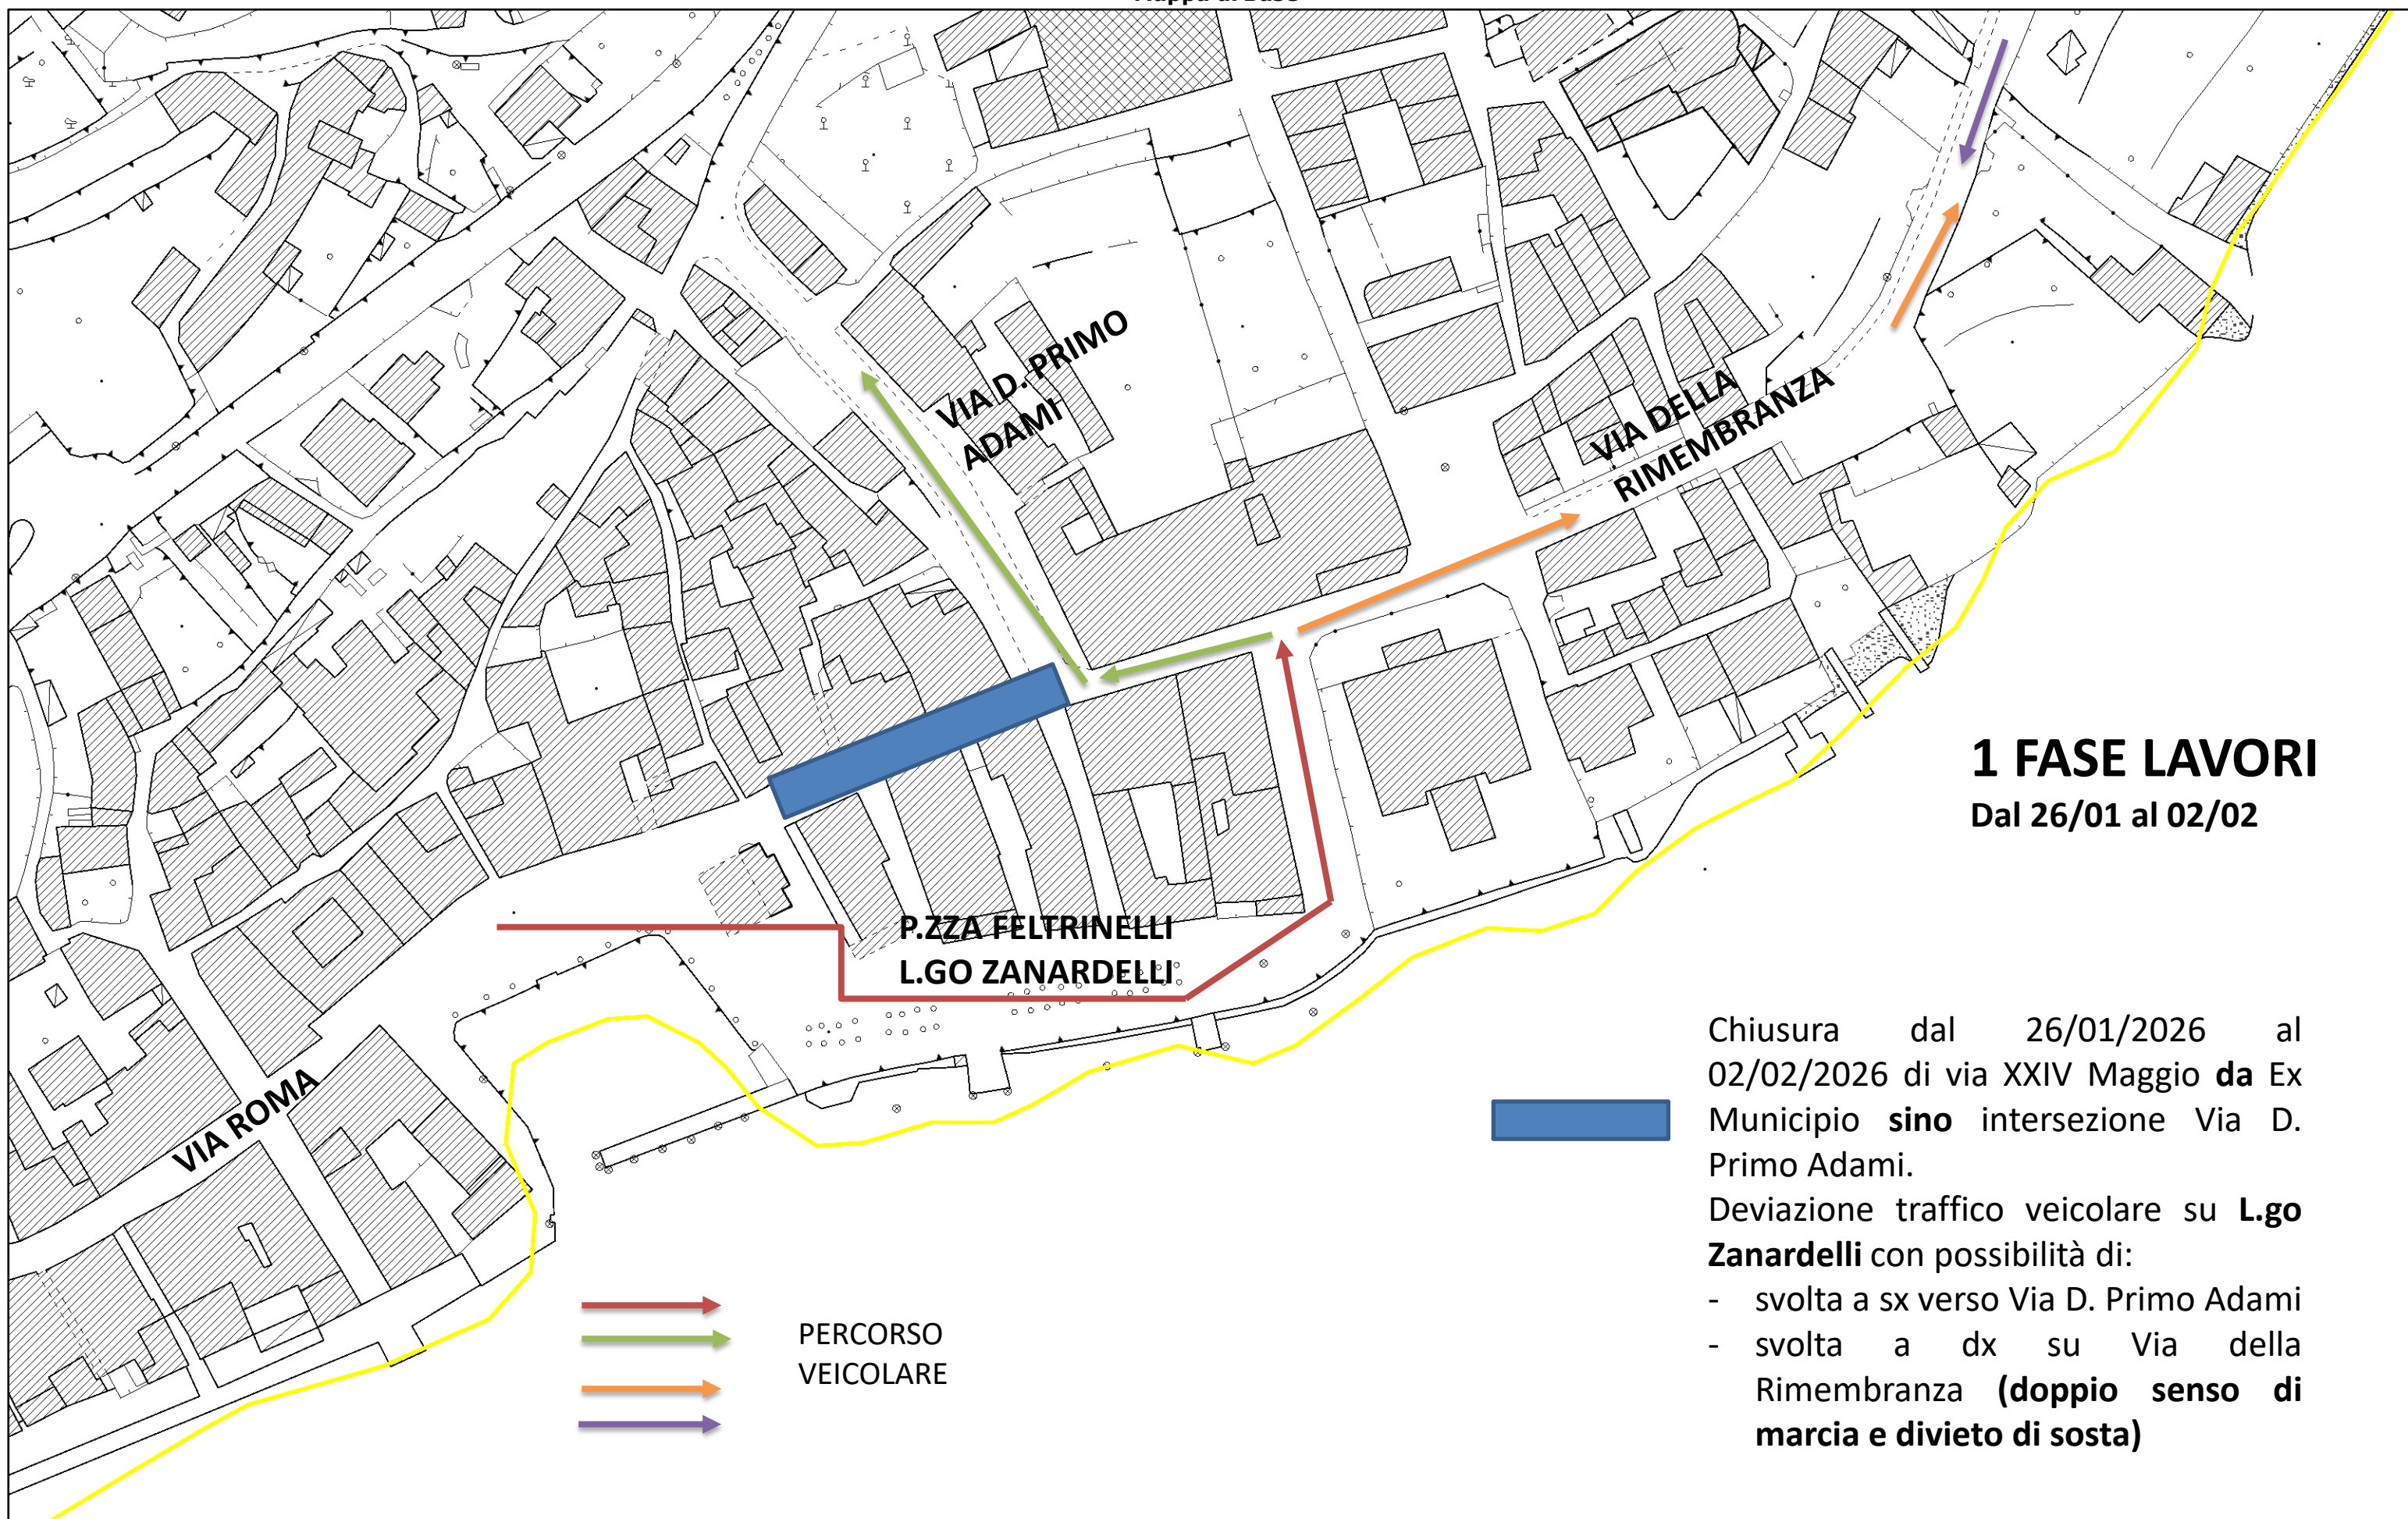 Mappa di Base
VIA D. PRIMO
ADAMI
VIA DELLA
RIMEMBRANZA
1 FASE LAVORI
Dal 26/01 al 02/02
P.ZZA FELTRINELLI
L.GO ZANARDELLI
VIA ROMA
Chiusura dal 26/01/2026 al
02/02/2026 di via XXIV Maggio da Ex
Municipio sino intersezione Via D.
Primo Adami.
Deviazione traffico veicolare su L.go
Zanardelli con possibilità di:
- svolta a sx verso Via D. Primo Adami
- svolta a dx su Via della
Rimembranza (doppio senso di
marcia e divieto di sosta)
PERCORSO
VEICOLARE